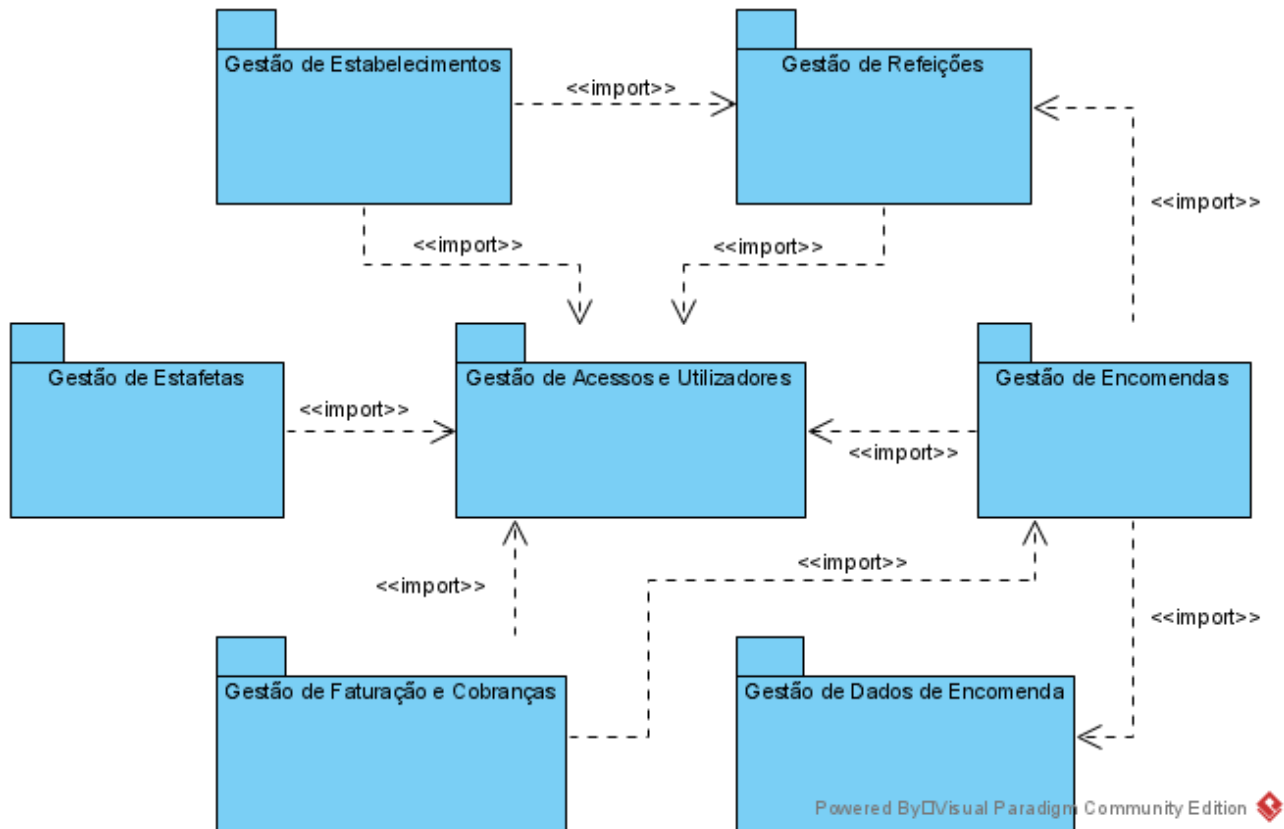 Gestão de Estabelecimentos
<<import>>
Gestão de Refeições
<<import>>
<<import>>
<<import>>
Gestão de Estafetas
<<import>>
Gestão de Acessos e Utilizadores
<<import>>
Gestão de Encomendas
<<import>>
<<import>>
<<import>>
Gestão de Faturação e Cobranças
Gestão de Dados de Encomenda
Powered By□Visual Paradigm Community Edition